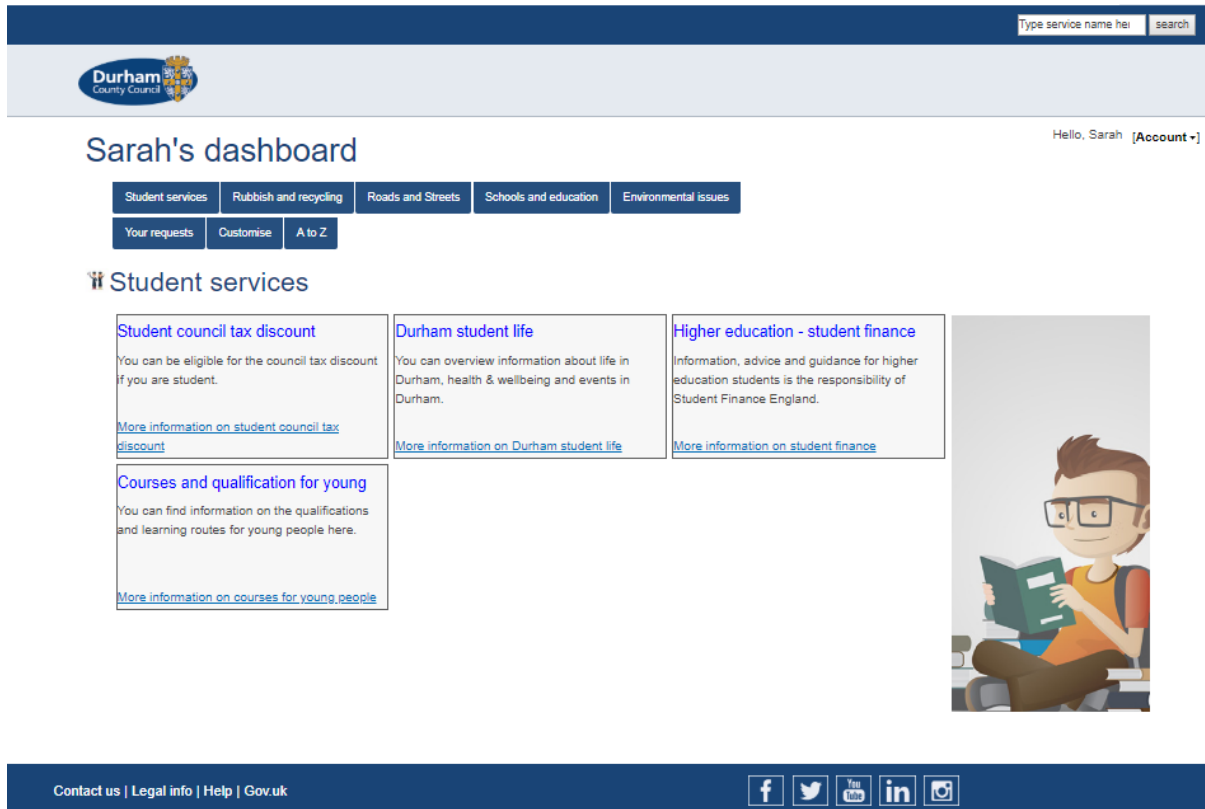 Type service name her
search
Durham
County Council
Hello, Sarah [Account ▾]
Sarah's dashboard
Student services
Rubbish and recycling
Roads and Streets
Schools and education
Environmental issues
Your requests
Customise
A to Z
Student services
Student council tax discount
You can be eligible for the council tax discount
if you are student.
More information on student council tax
discount
Durham student life
You can overview information about life in
Durham, health & wellbeing and events in
Durham.
More information on Durham student life
Higher education - student finance
Information, advice and guidance for higher
education students is the responsibility of
Student Finance England.
More information on student finance
Courses and qualification for young
You can find information on the qualifications
and learning routes for young people here.
More information on courses for young people
Contact us | Legal info | Help | Gov.uk
f
You
Tube
in